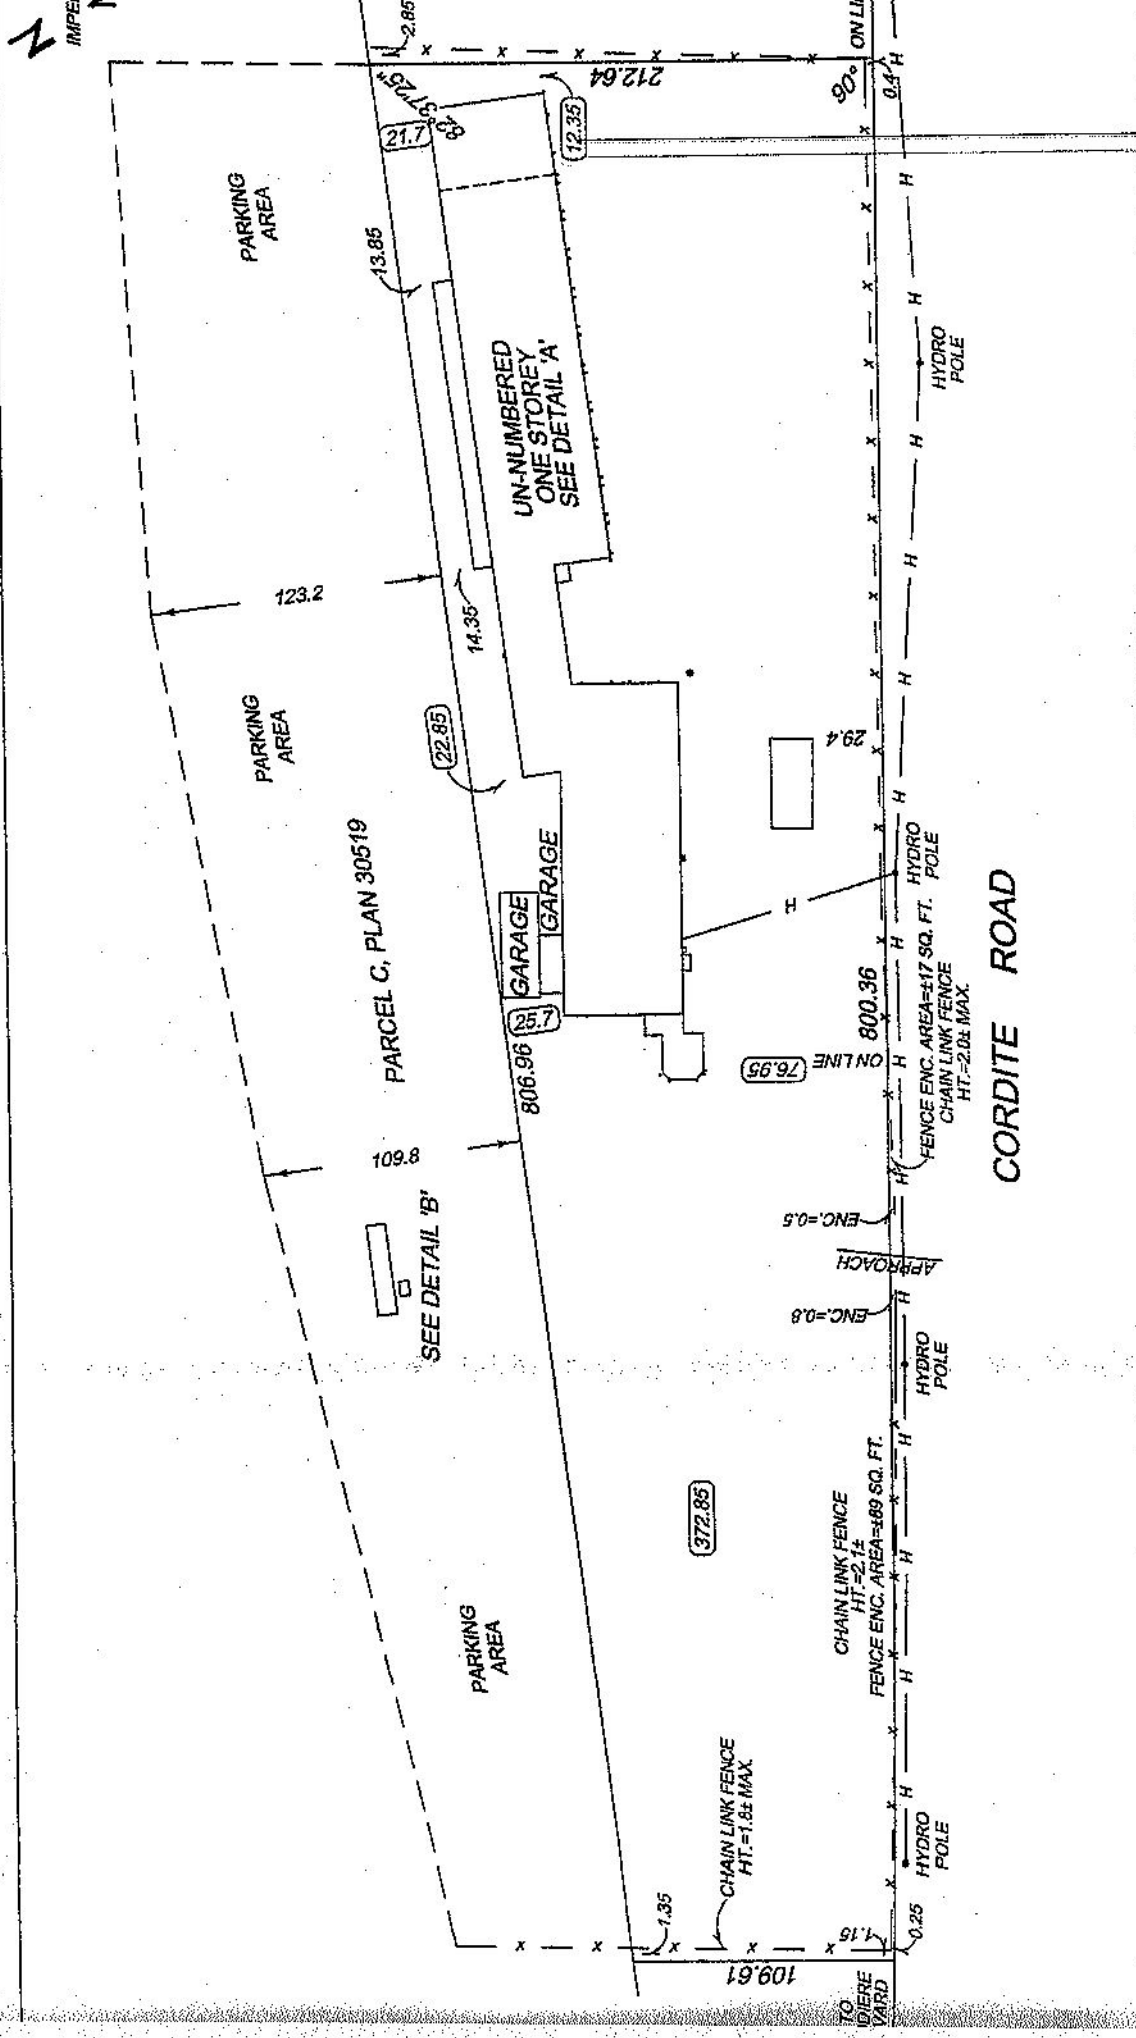 N
IMPE
2.85
ON LI
212.64
90°
0.4
H
82°31'25"
21.7
12.35
PARKING
AREA
13.85
UN-NUMBERED
ONE STOREY
SEE DETAIL 'A'
HYDRO
POLE
123.2
14.35
PARKING
AREA
22.85
29.4
PARCEL C, PLAN 30519
GARAGE
GARAGE
HYDRO
POLE
H
25.7
806.96
800.36
76.95
ON LINE
FENCE ENC. AREA=±17 SQ. FT.
CHAIN LINK FENCE
HT.=2.0± MAX.
CORDITE ROAD
109.8
SEE DETAIL 'B'
ENC.=0.5
APPROACH
ENC.=0.8
HYDRO
POLE
372.85
CHAIN LINK FENCE
HT.=2.1±
FENCE ENC. AREA=±89 SQ. FT.
PARKING
AREA
CHAIN LINK FENCE
HT.=1.8± MAX.
HYDRO
POLE
1.35
1.15
0.25
109.61
TO
DIERE
VARD